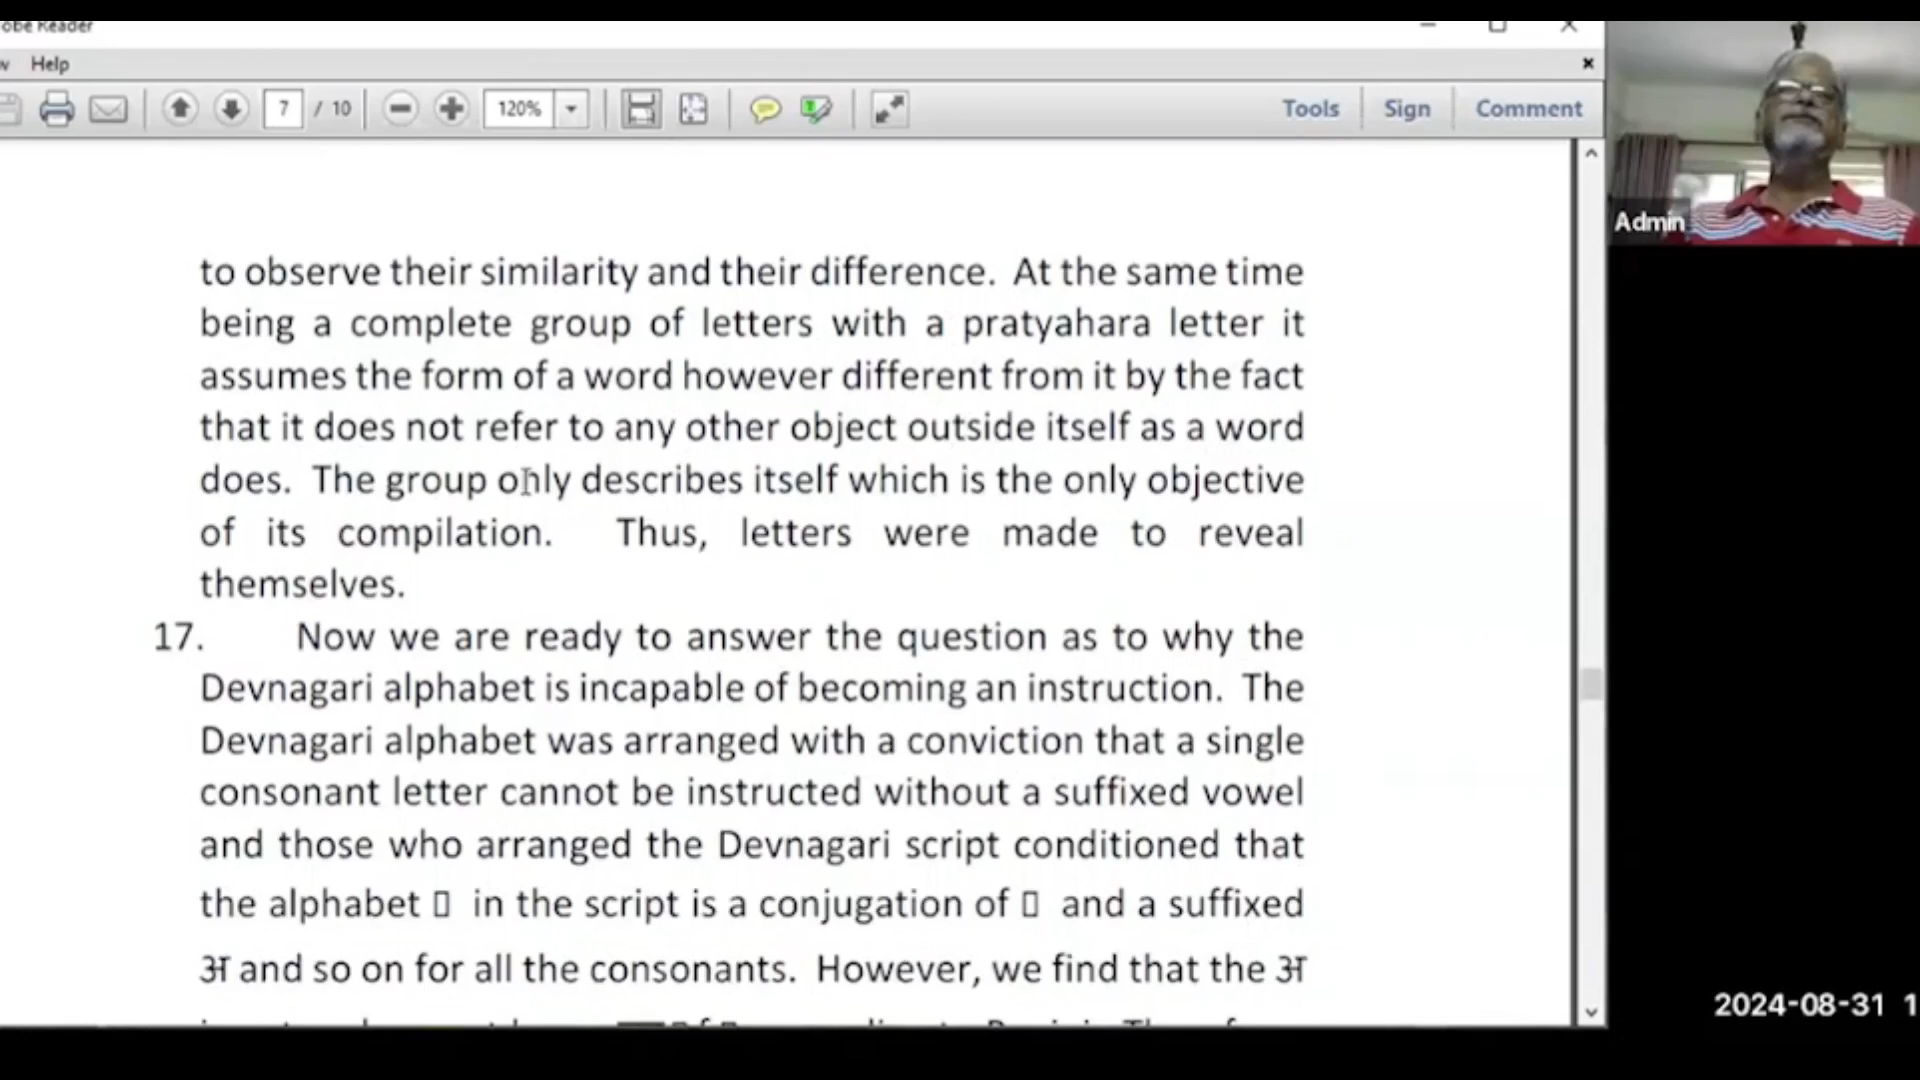 obe Reader
w Help
7 / 10 120% Tools Sign Comment
Admin
to observe their similarity and their difference. At the same time
being a complete group of letters with a pratyahara letter it
assumes the form of a word however different from it by the fact
that it does not refer to any other object outside itself as a word
does. The group only describes itself which is the only objective
of its compilation. Thus, letters were made to reveal
themselves.
17. Now we are ready to answer the question as to why the
Devnagari alphabet is incapable of becoming an instruction. The
Devnagari alphabet was arranged with a conviction that a single
consonant letter cannot be instructed without a suffixed vowel
and those who arranged the Devnagari script conditioned that
the alphabet ▯ in the script is a conjugation of ▯ and a suffixed
अ and so on for all the consonants. However, we find that the अ
2024-08-31 1